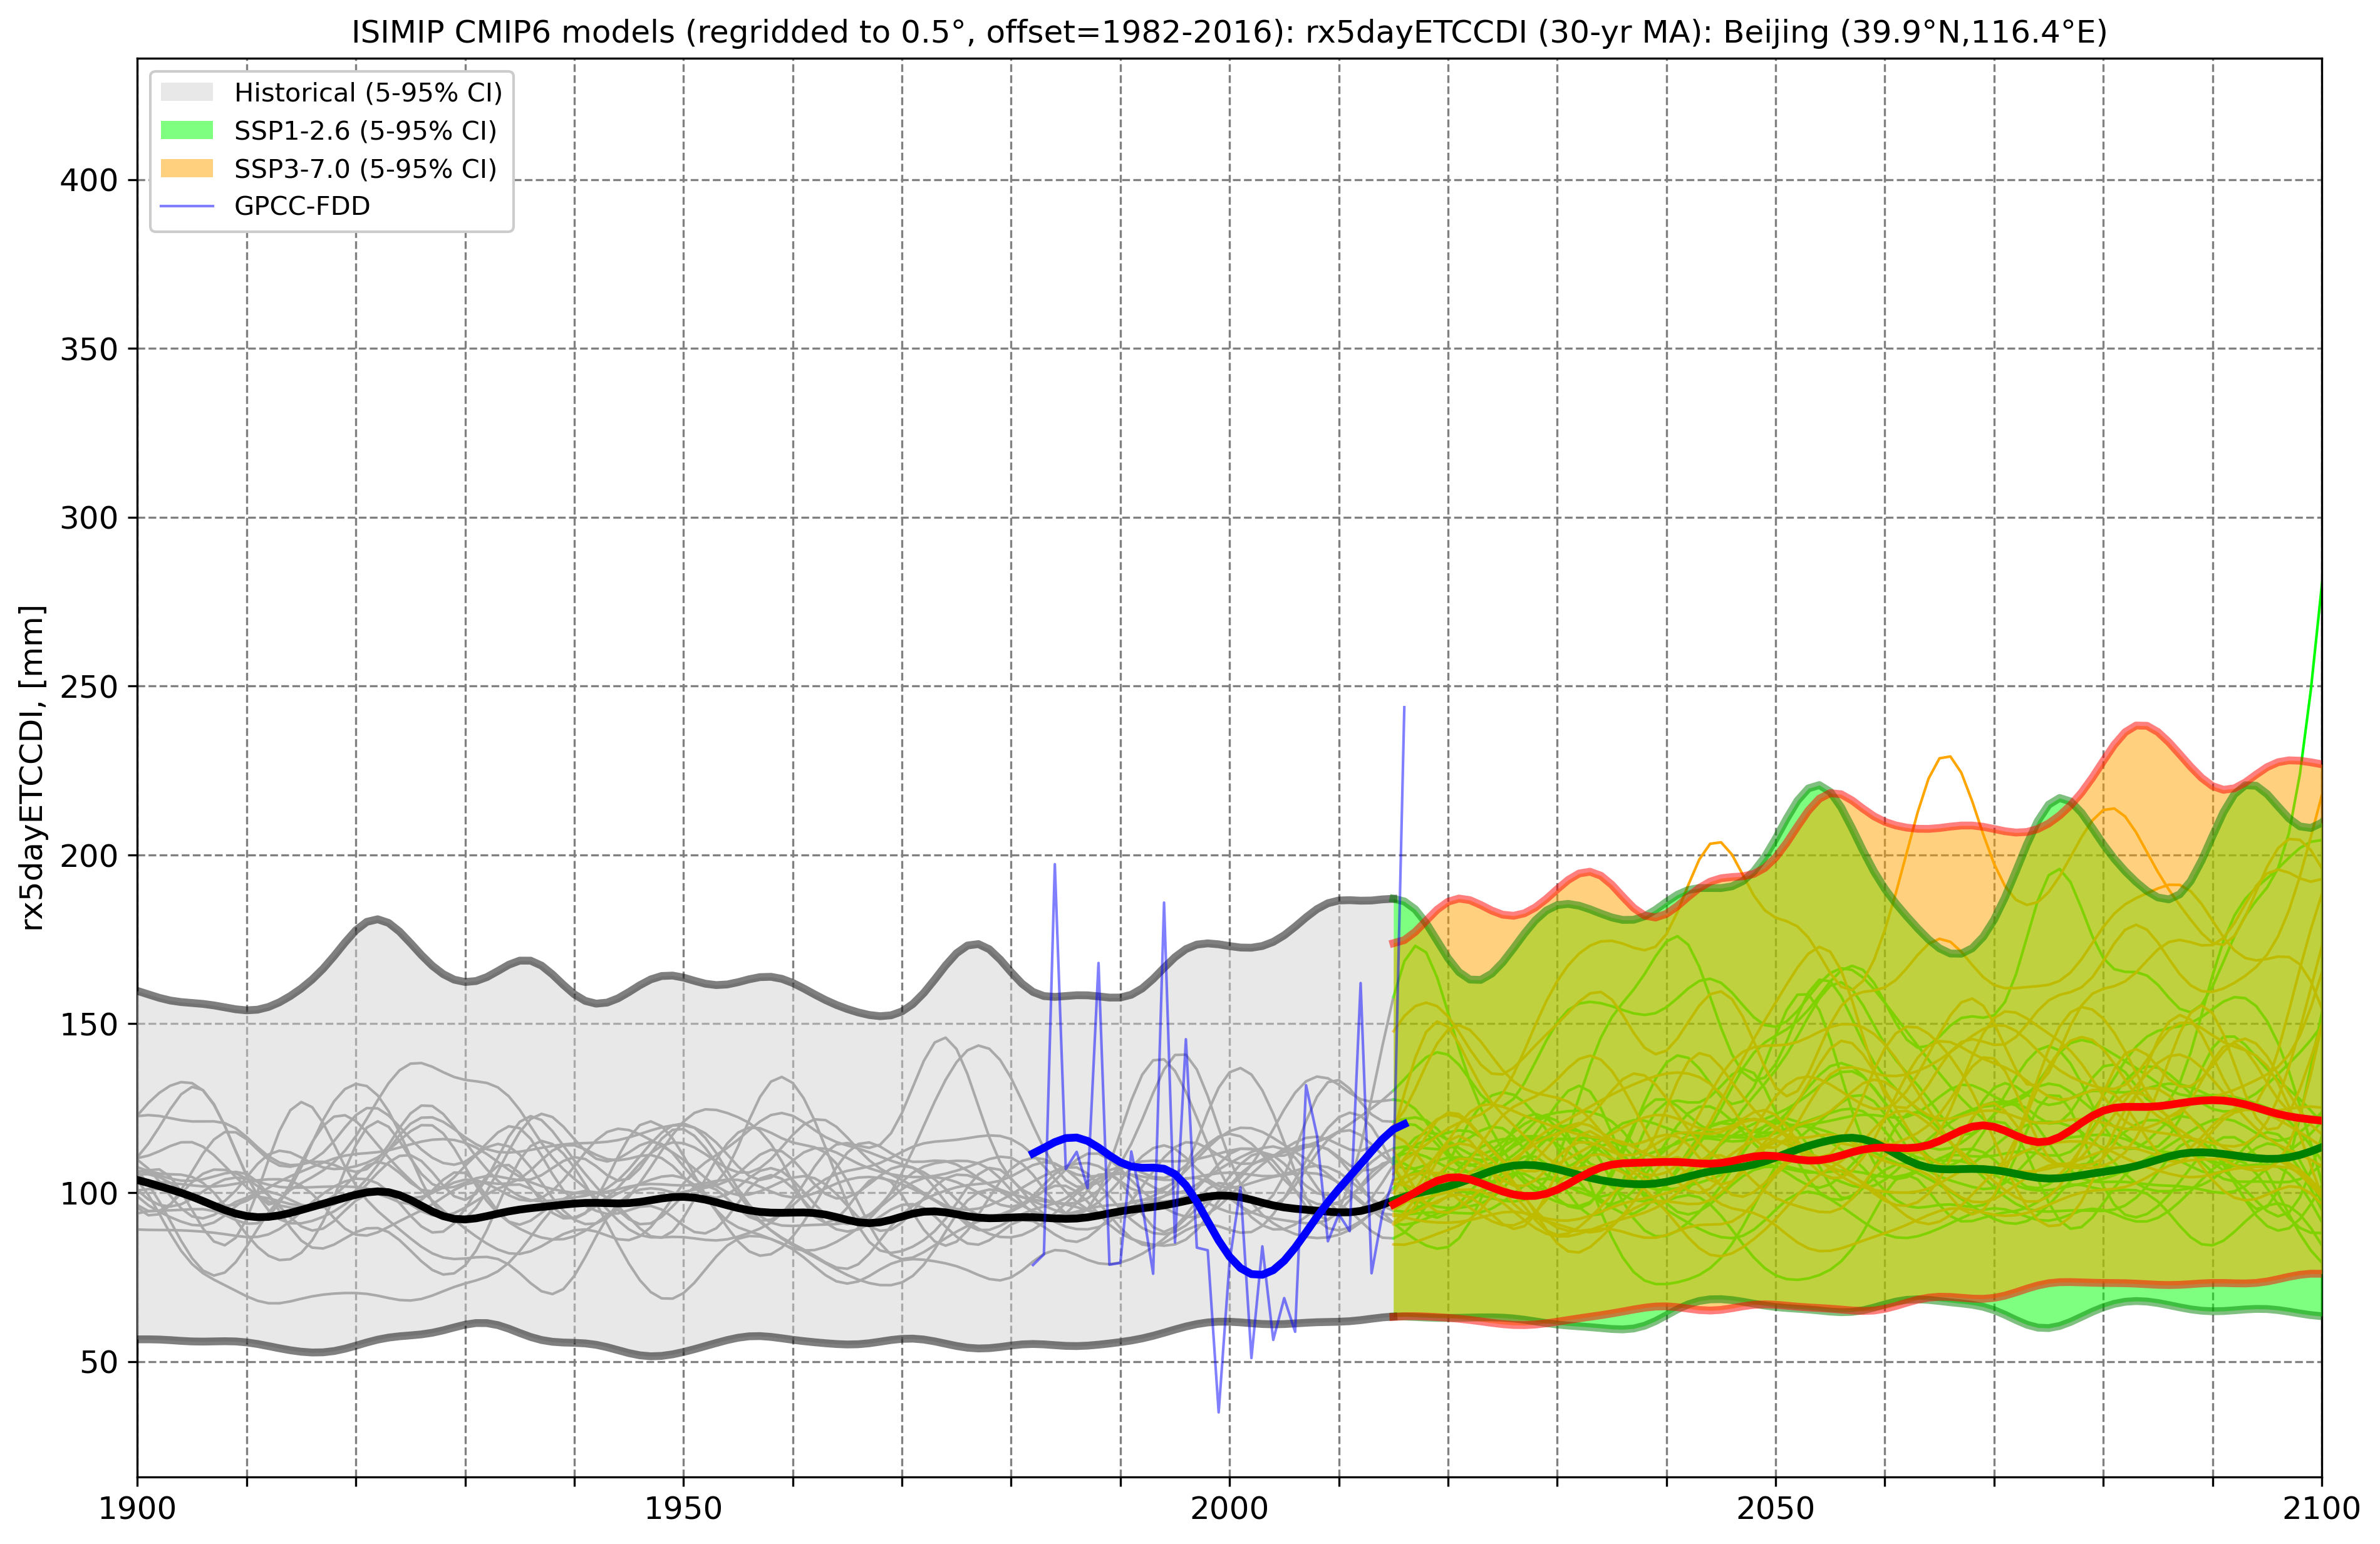 ISIMIP CMIP6 models (regridded to 0.5°, offset=1982-2016): rx5dayETCCDI (30-yr MA): Beijing (39.9°N,116.4°E)
Historical (5-95% CI)
SSP1-2.6 (5-95% CI)
SSP3-7.0 (5-95% CI)
GPCC-FDD
rx5dayETCCDI, [mm]
400
350
300
250
200
150
100
50
1900
1950
2000
2050
2100